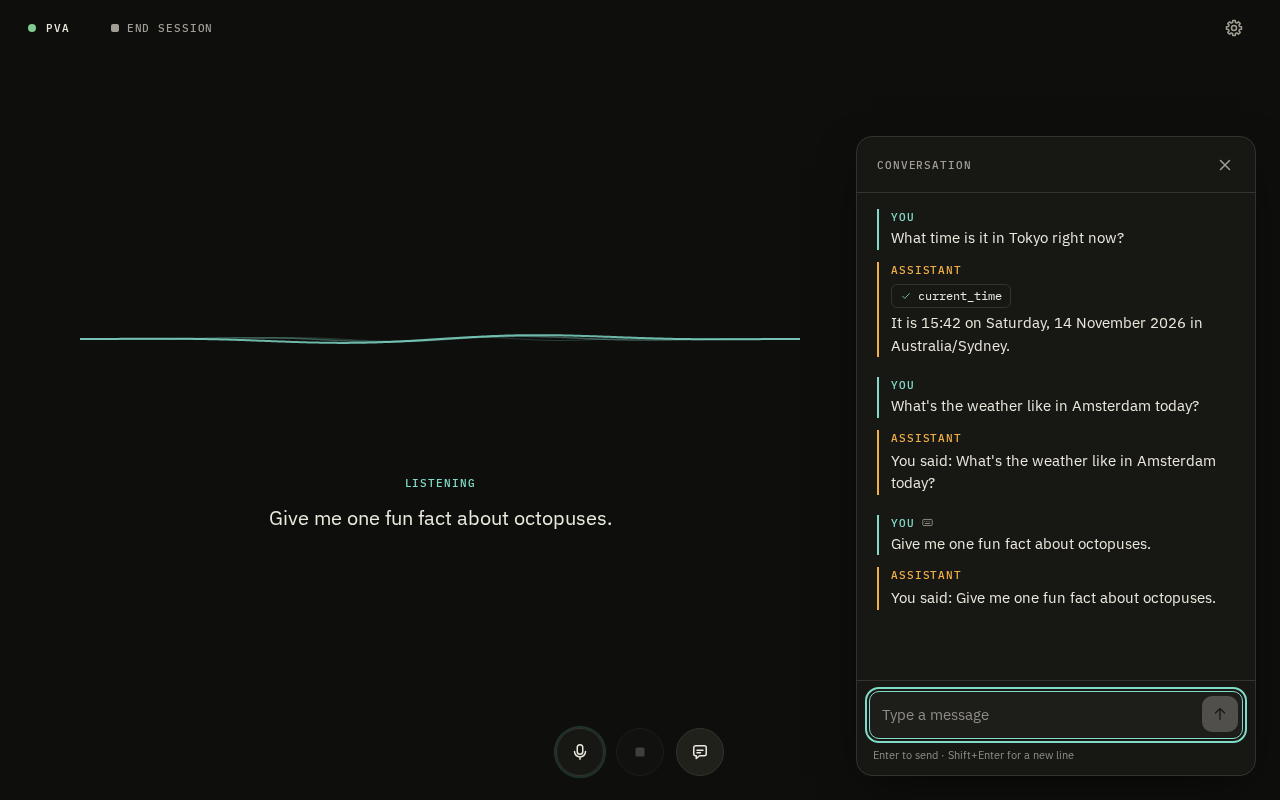 PVA
END SESSION
CONVERSATION
YOU
What time is it in Tokyo right now?
ASSISTANT
current_time
It is 15:42 on Saturday, 14 November 2026 in
Australia/Sydney.
YOU
What's the weather like in Amsterdam today?
ASSISTANT
You said: What's the weather like in Amsterdam
today?
YOU
Give me one fun fact about octopuses.
ASSISTANT
You said: Give me one fun fact about octopuses.
LISTENING
Give me one fun fact about octopuses.
Type a message
Enter to send · Shift+Enter for a new line